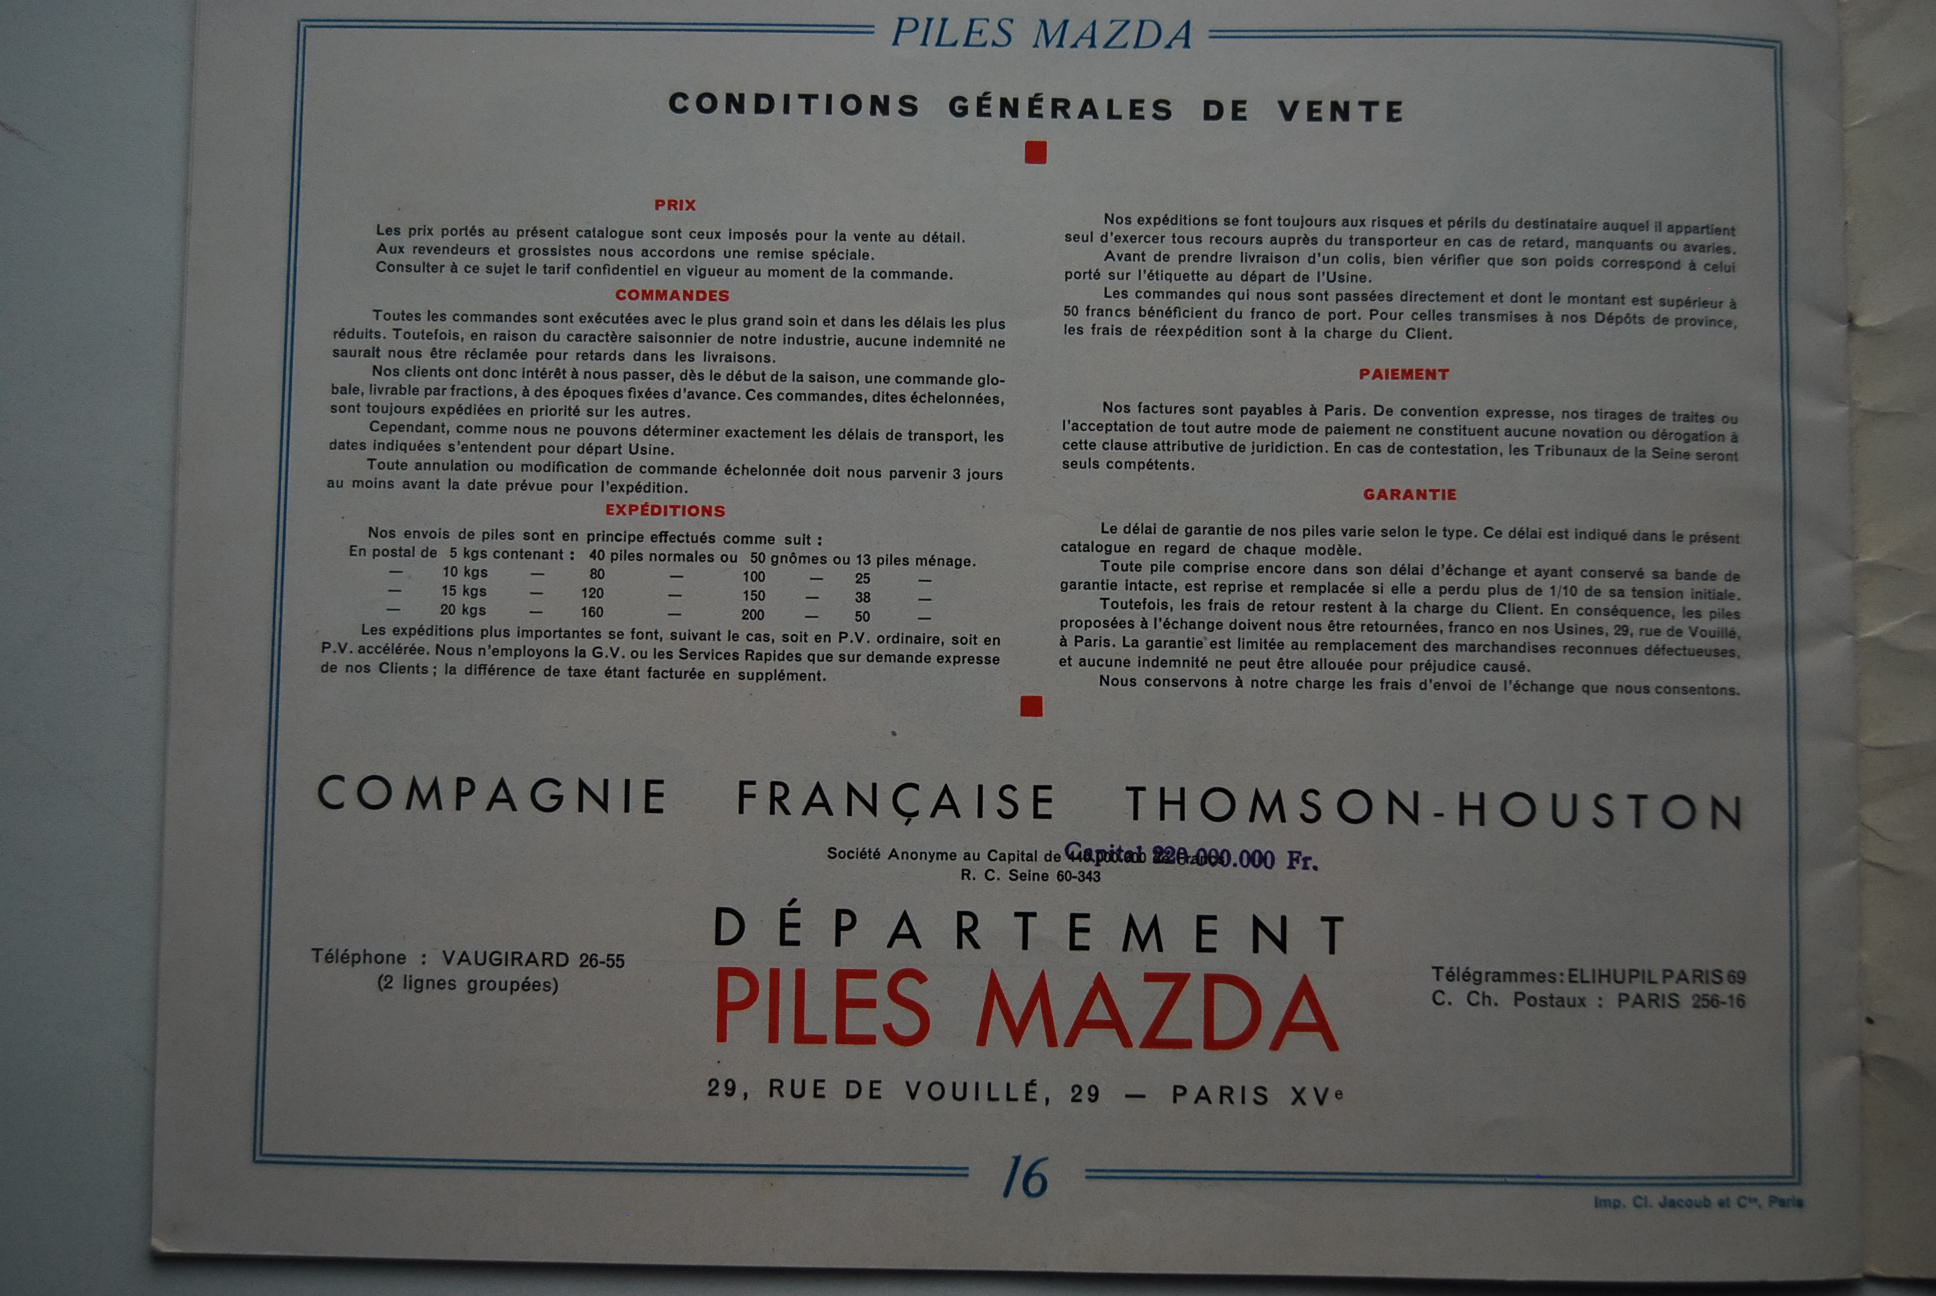 PILES MAZDA
CONDITIONS GÉNÉRALES DE VENTE
PRIX
Les prix portés au présent catalogue sont ceux imposés pour la vente au détail.
Aux revendeurs et grossistes nous accordons une remise spéciale.
Consulter à ce sujet le tarif confidentiel en vigueur au moment de la commande.
COMMANDES
Toutes les commandes sont exécutées avec le plus grand soin et dans les délais les plus
réduits. Toutefois, en raison du caractère saisonnier de notre industrie, aucune indemnité ne
saurait nous être réclamée pour retards dans les livraisons.
Nos clients ont donc intérêt à nous passer, dès le début de la saison, une commande glo-
bale, livrable par fractions, à des époques fixées d'avance. Ces commandes, dites échelonnées,
sont toujours expédiées en priorité sur les autres.
Cependant, comme nous ne pouvons déterminer exactement les délais de transport, les
dates indiquées s'entendent pour départ Usine.
Toute annulation ou modification de commande échelonnée doit nous parvenir 3 jours
au moins avant la date prévue pour l'expédition.
EXPÉDITIONS
Nos envois de piles sont en principe effectués comme suit :
En postal de 5 kgs contenant : 40 piles normales ou 50 gnômes ou 13 piles ménage.
— 10 kgs — 80 — 100 — 25 —
— 15 kgs — 120 — 150 — 38 —
— 20 kgs — 160 — 200 — 50 —
Les expéditions plus importantes se font, suivant le cas, soit en P.V. ordinaire, soit en
P.V. accélérée. Nous n'employons la G.V. ou les Services Rapides que sur demande expresse
de nos Clients ; la différence de taxe étant facturée en supplément.
Nos expéditions se font toujours aux risques et périls du destinataire auquel il appartient
seul d'exercer tous recours auprès du transporteur en cas de retard, manquants ou avaries.
Avant de prendre livraison d'un colis, bien vérifier que son poids correspond à celui
porté sur l'étiquette au départ de l'Usine.
Les commandes qui nous sont passées directement et dont le montant est supérieur à
50 francs bénéficient du franco de port. Pour celles transmises à nos Dépôts de province,
les frais de réexpédition sont à la charge du Client.
PAIEMENT
Nos factures sont payables à Paris. De convention expresse, nos tirages de traites ou
l'acceptation de tout autre mode de paiement ne constituent aucune novation ou dérogation à
cette clause attributive de juridiction. En cas de contestation, les Tribunaux de la Seine seront
seuls compétents.
GARANTIE
Le délai de garantie de nos piles varie selon le type. Ce délai est indiqué dans le présent
catalogue en regard de chaque modèle.
Toute pile comprise encore dans son délai d'échange et ayant conservé sa bande de
garantie intacte, est reprise et remplacée si elle a perdu plus de 1/10 de sa tension initiale.
Toutefois, les frais de retour restent à la charge du Client. En conséquence, les piles
proposées à l'échange doivent nous être retournées, franco en nos Usines, 29, rue de Vouillé,
à Paris. La garantie est limitée au remplacement des marchandises reconnues défectueuses,
et aucune indemnité ne peut être allouée pour préjudice causé.
Nous conservons à notre charge les frais d'envoi de l'échange que nous consentons.
COMPAGNIE FRANÇAISE THOMSON-HOUSTON
Société Anonyme au Capital de Capital 220.000.000 Fr.
R. C. Seine 60-343
DÉPARTEMENT
PILES MAZDA
29, RUE DE VOUILLÉ, 29 — PARIS XVe
Téléphone : VAUGIRARD 26-55
(2 lignes groupées)
Télégrammes: ELIHUPIL PARIS 69
C. Ch. Postaux : PARIS 256-16
16
Imp. Cl. Jacoub et Cie, Paris